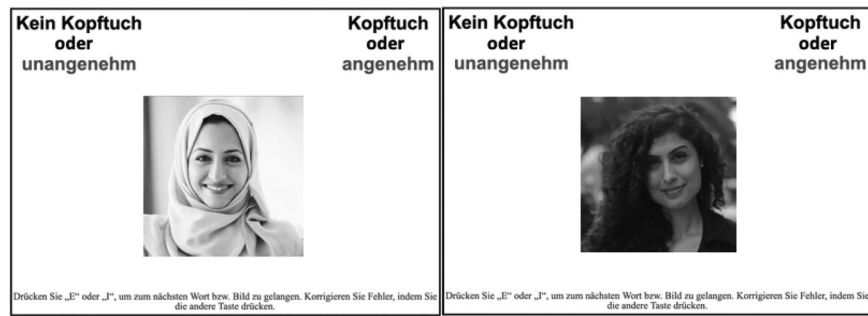 Kein Kopftuch
oder
unangenehm
Kopftuch
oder
angenehm
Drücken Sie „E“ oder „I“, um zum nächsten Wort bzw. Bild zu gelangen. Korrigieren Sie Fehler, indem Sie
die andere Taste drücken.
Kein Kopftuch
oder
unangenehm
Kopftuch
oder
angenehm
Drücken Sie „E“ oder „I“, um zum nächsten Wort bzw. Bild zu gelangen. Korrigieren Sie Fehler, indem Sie
die andere Taste drücken.